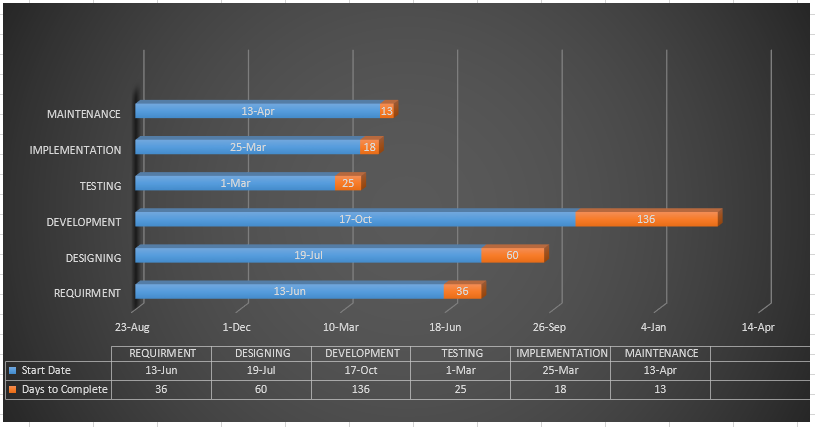 MAINTENANCE 13-Apr 13
IMPLEMENTATION 25-Mar 18
TESTING 1-Mar 25
DEVELOPMENT 17-Oct 136
DESIGNING 19-Jul 60
REQUIRMENT 13-Jun 36
23-Aug 1-Dec 10-Mar 18-Jun 26-Sep 4-Jan 14-Apr
REQUIRMENT DESIGNING DEVELOPMENT TESTING IMPLEMENTATION MAINTENANCE
Start Date 13-Jun 19-Jul 17-Oct 1-Mar 25-Mar 13-Apr
Days to Complete 36 60 136 25 18 13